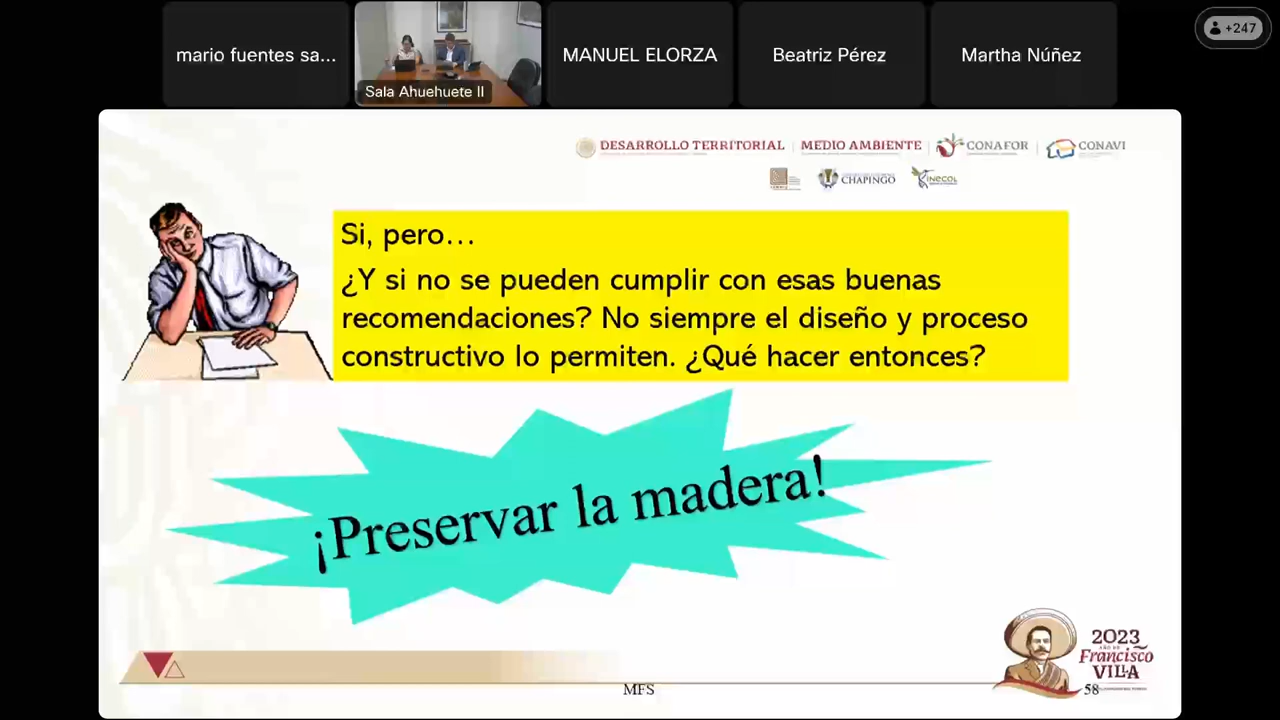 mario fuentes sa...
Sala Ahuehuete II
MANUEL ELORZA
Beatriz Pérez
Martha Núñez
+247
DESARROLLO TERRITORIAL
MEDIO AMBIENTE
CONAFOR
CONAVI
CHAPINGO
INECOL
Si, pero...
¿Y si no se pueden cumplir con esas buenas
recomendaciones? No siempre el diseño y proceso
constructivo lo permiten. ¿Qué hacer entonces?
¡Preservar la madera!
2023
AÑO DE
Francisco
VILLA
MFS
58